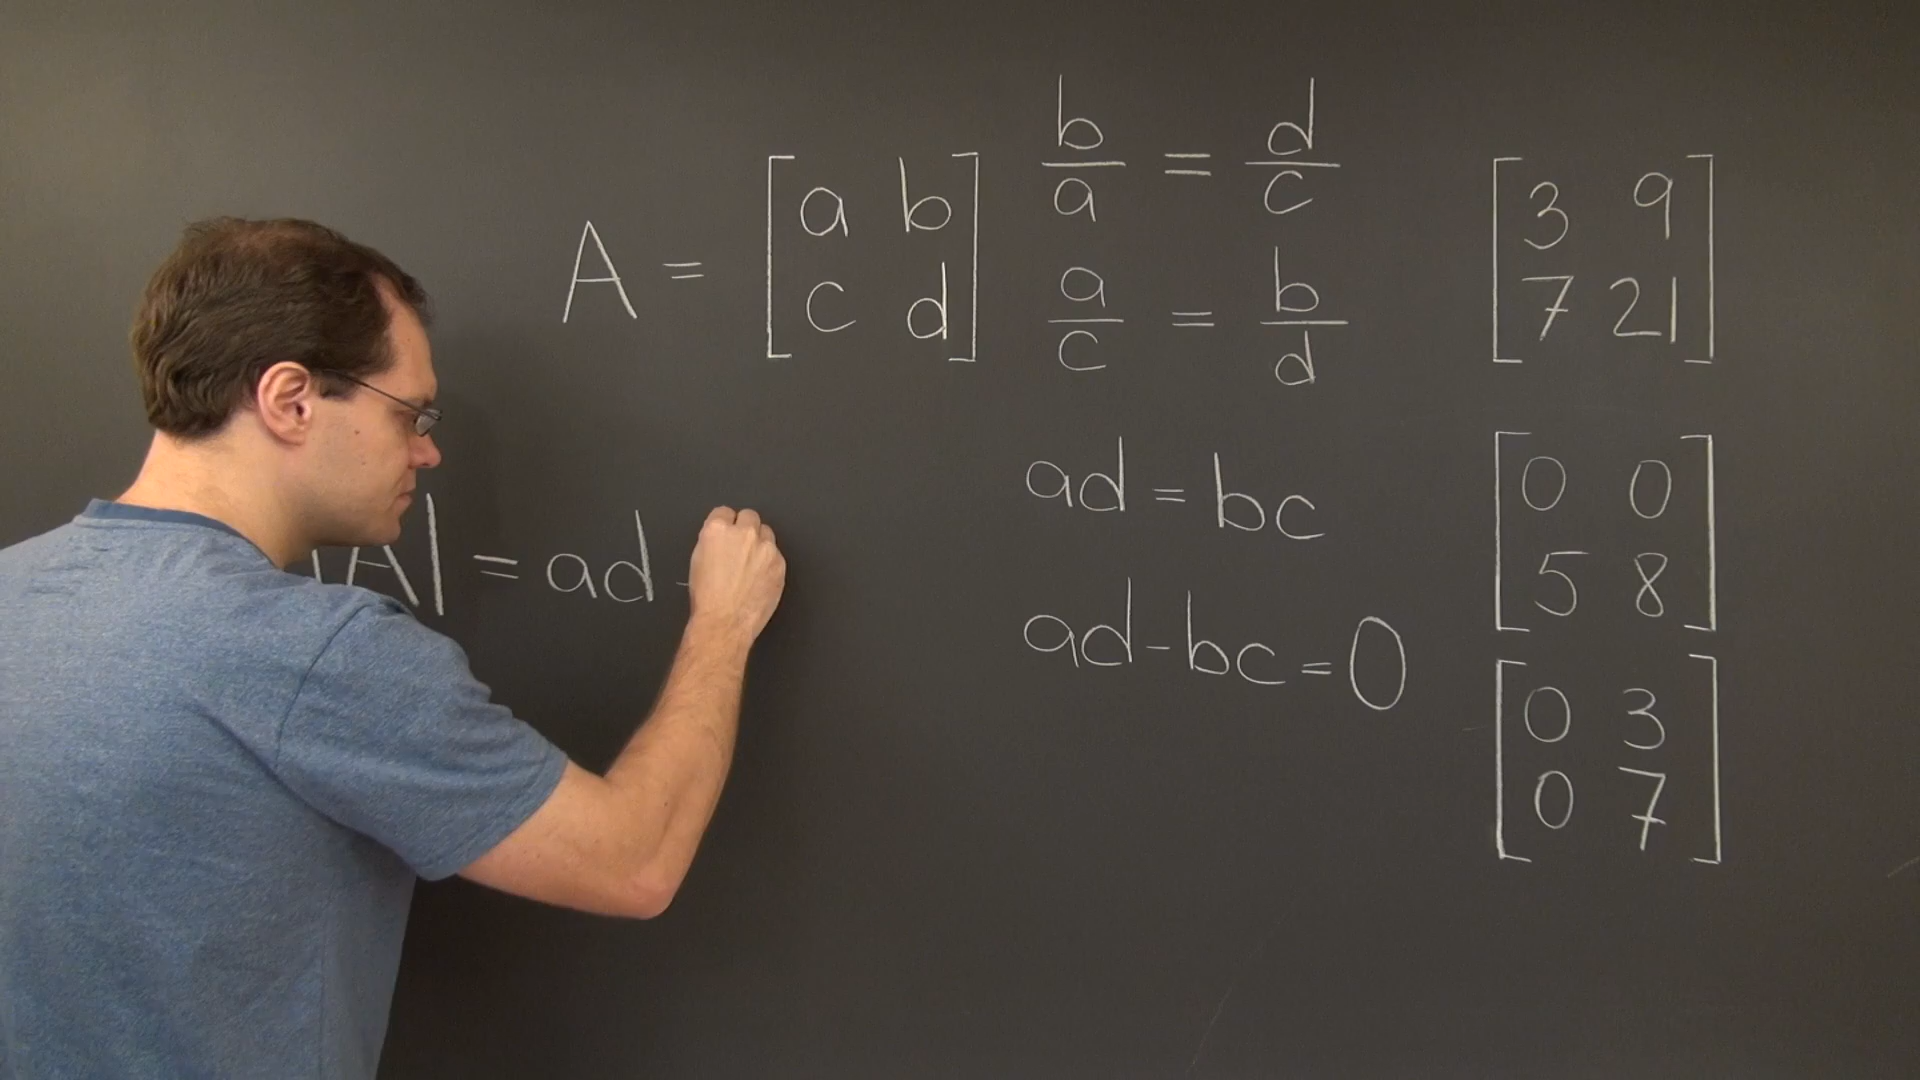 A = [a b
c d]
b/a = d/c
a/c = b/d
ad = bc
ad-bc=0
|A| = ad -
[3 9
7 21]
[0 0
5 8]
[0 3
0 7]